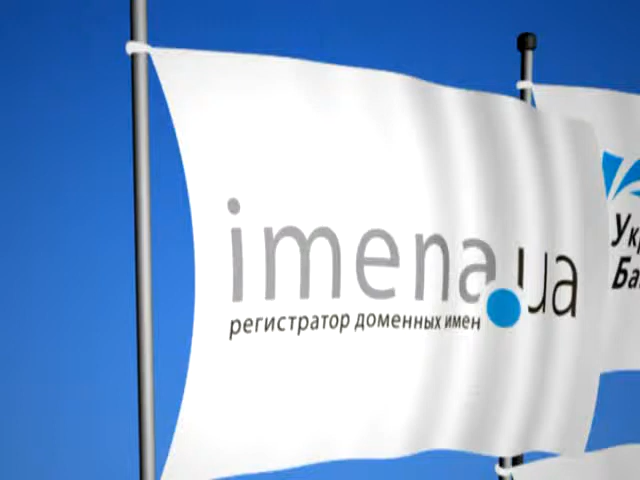 imena.ua
регистратор доменных имен